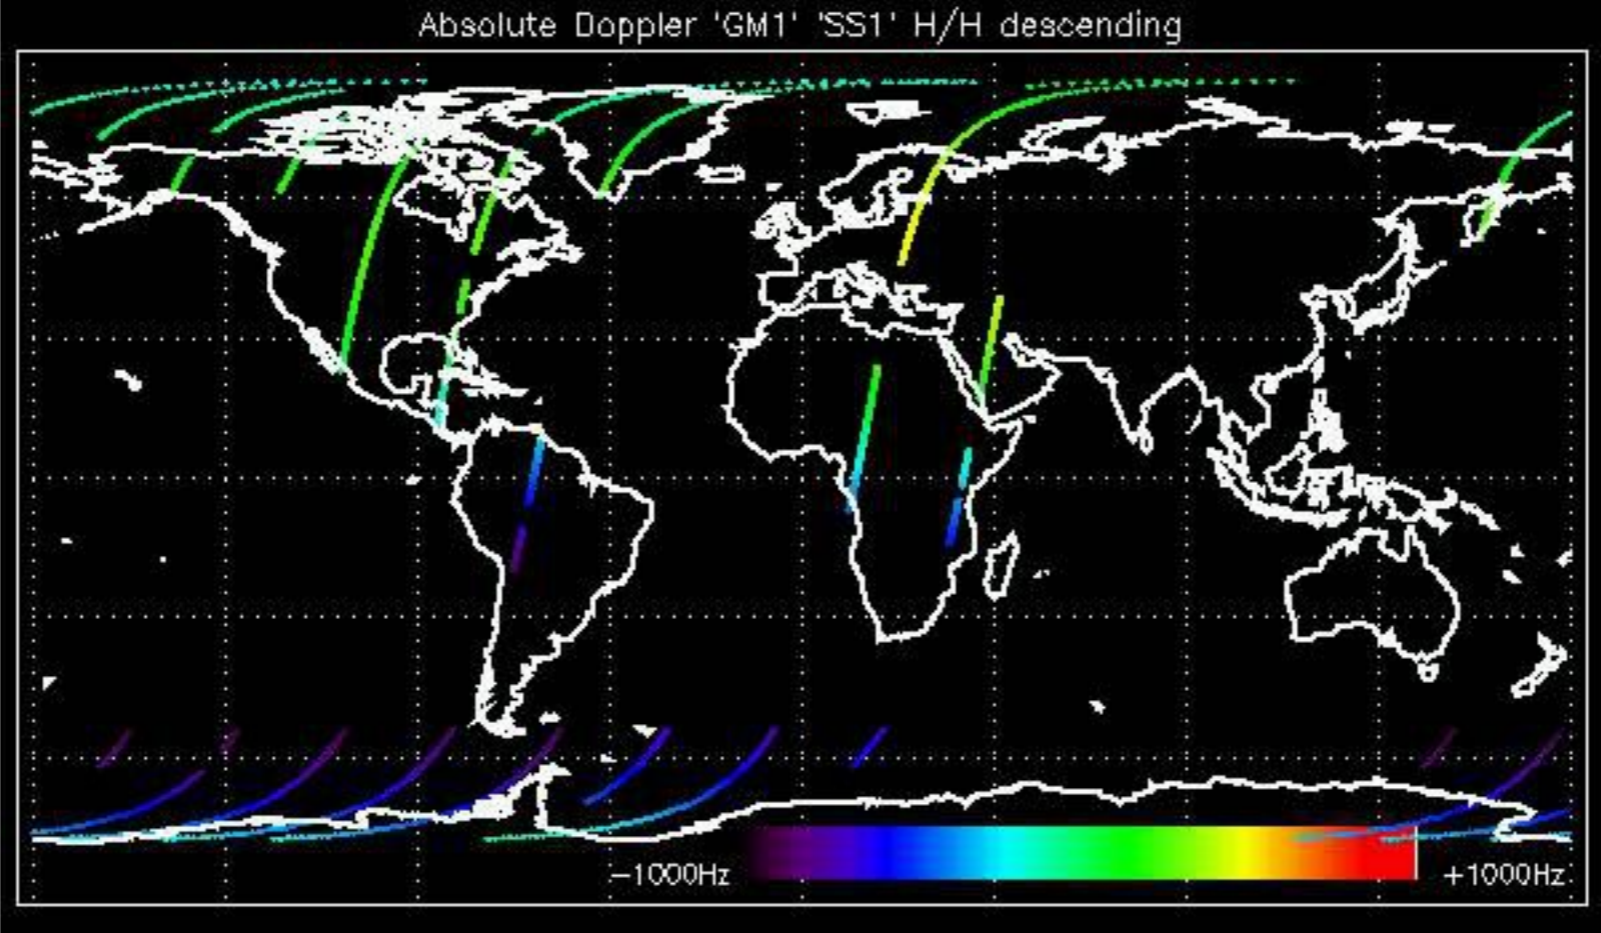 Absolute Doppler 'GM1' 'SS1' H/H descending
−1000Hz +1000Hz